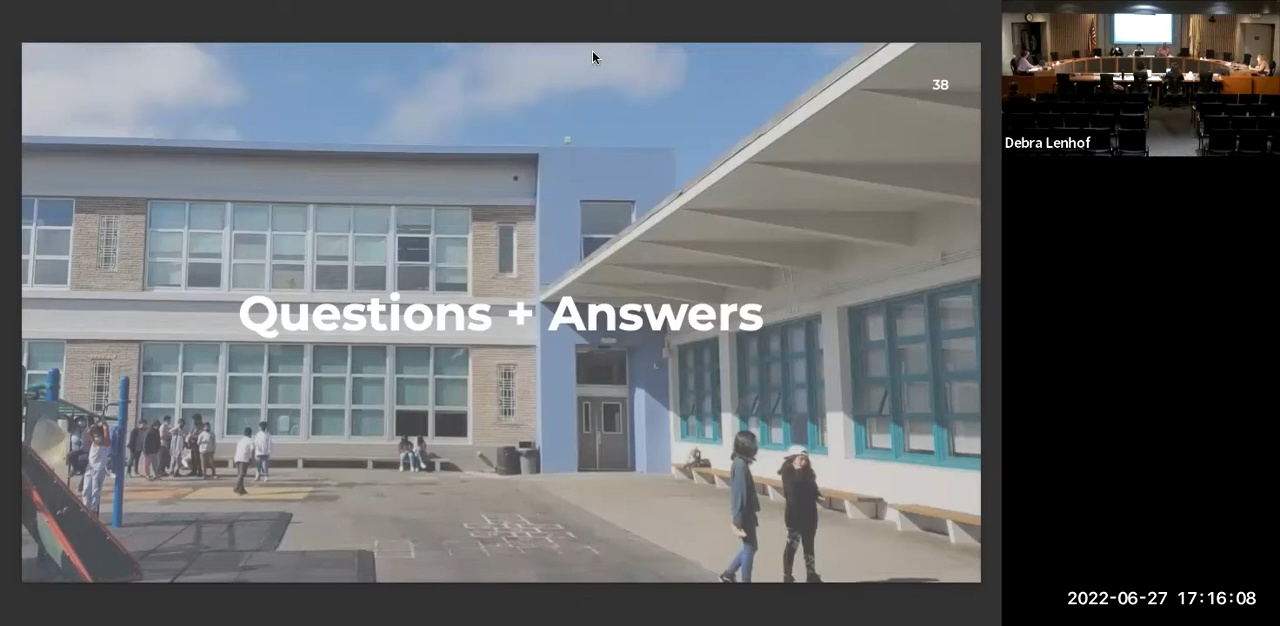 38
Questions + Answers
Debra Lenhof
2022-06-27 17:16:08